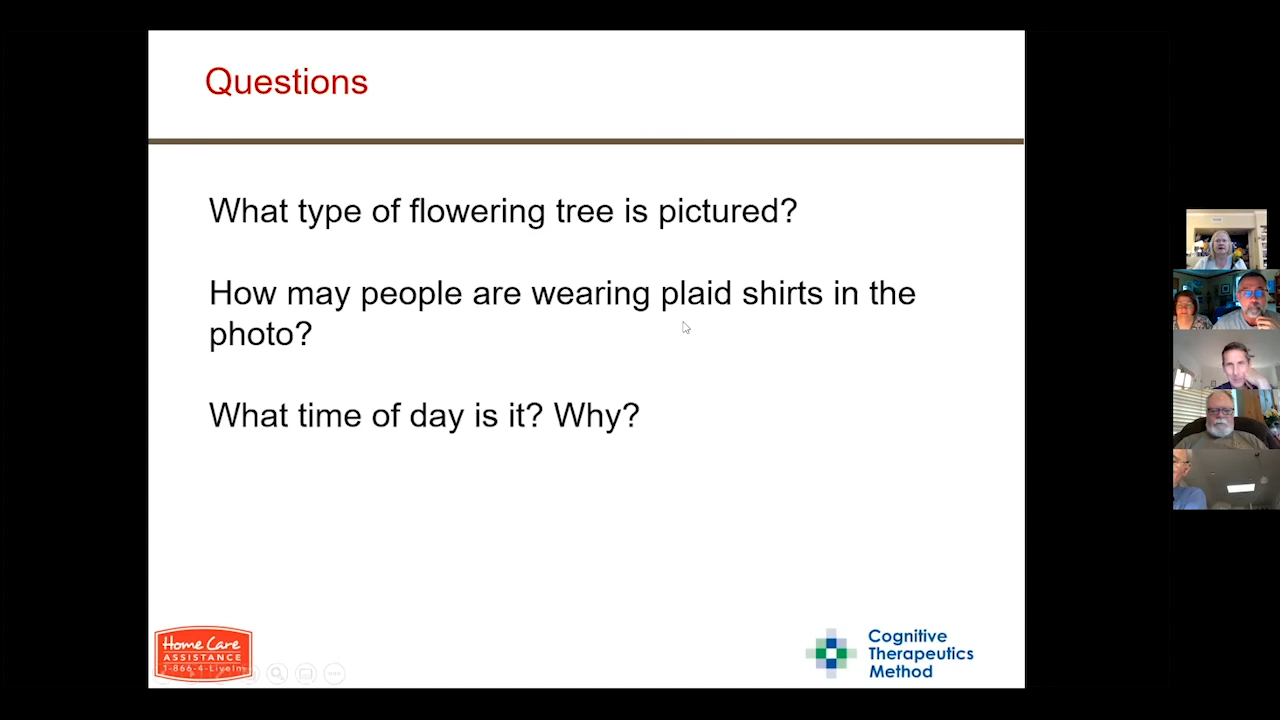 Questions
What type of flowering tree is pictured?
How may people are wearing plaid shirts in the
photo?
What time of day is it? Why?
Home Care
ASSISTANCE
1-866-4-LiveIn
Cognitive
Therapeutics
Method